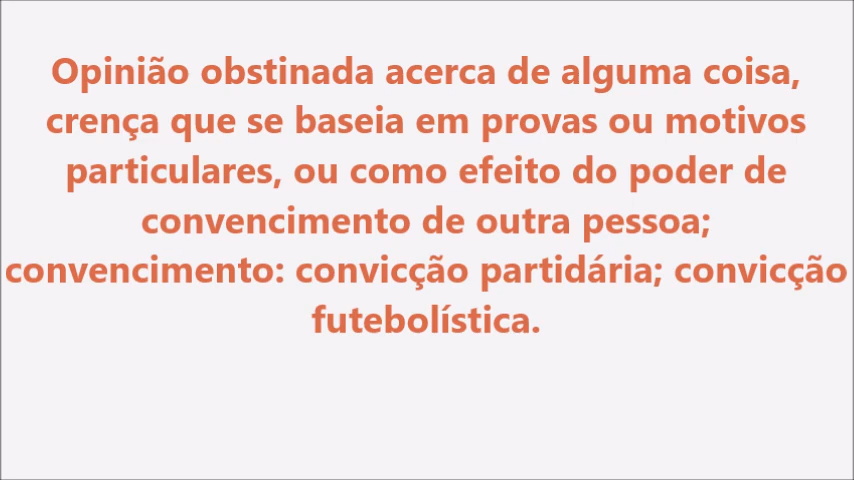 Opinião obstinada acerca de alguma coisa,
crença que se baseia em provas ou motivos
particulares, ou como efeito do poder de
convencimento de outra pessoa;
convencimento: convicção partidária; convicção
futebolística.